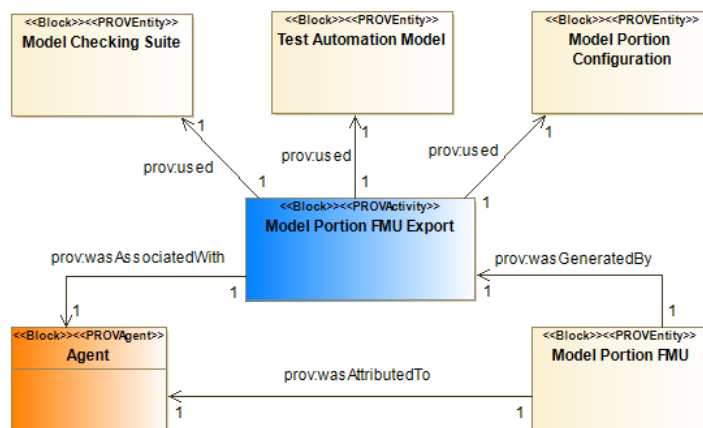 <<Block>><<PROVEntity>>
Model Checking Suite
<<Block>><<PROVEntity>>
Test Automation Model
<<Block>><<PROVEntity>>
Model Portion
Configuration
1
1
1
prov:used
prov:used
prov:used
1
1
1
<<Block>><<PROVActivity>>
Model Portion FMU Export
prov:wasAssociatedWith
prov:wasGeneratedBy
1
1
1
1
<<Block>><<PROVAgent>>
Agent
<<Block>><<PROVEntity>>
Model Portion FMU
prov:wasAttributedTo
1
1